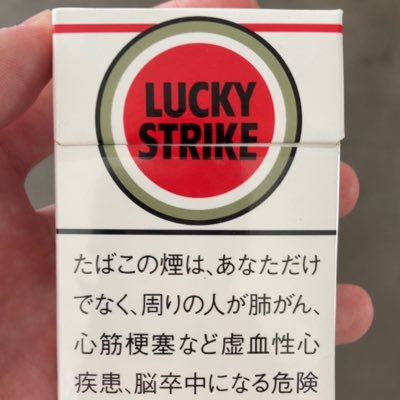 LUCKY
STRIKE
たばこの煙は、あなただけ
でなく、周りの人が肺がん、
心筋梗塞など虚血性心
疾患、脳卒中になる危険